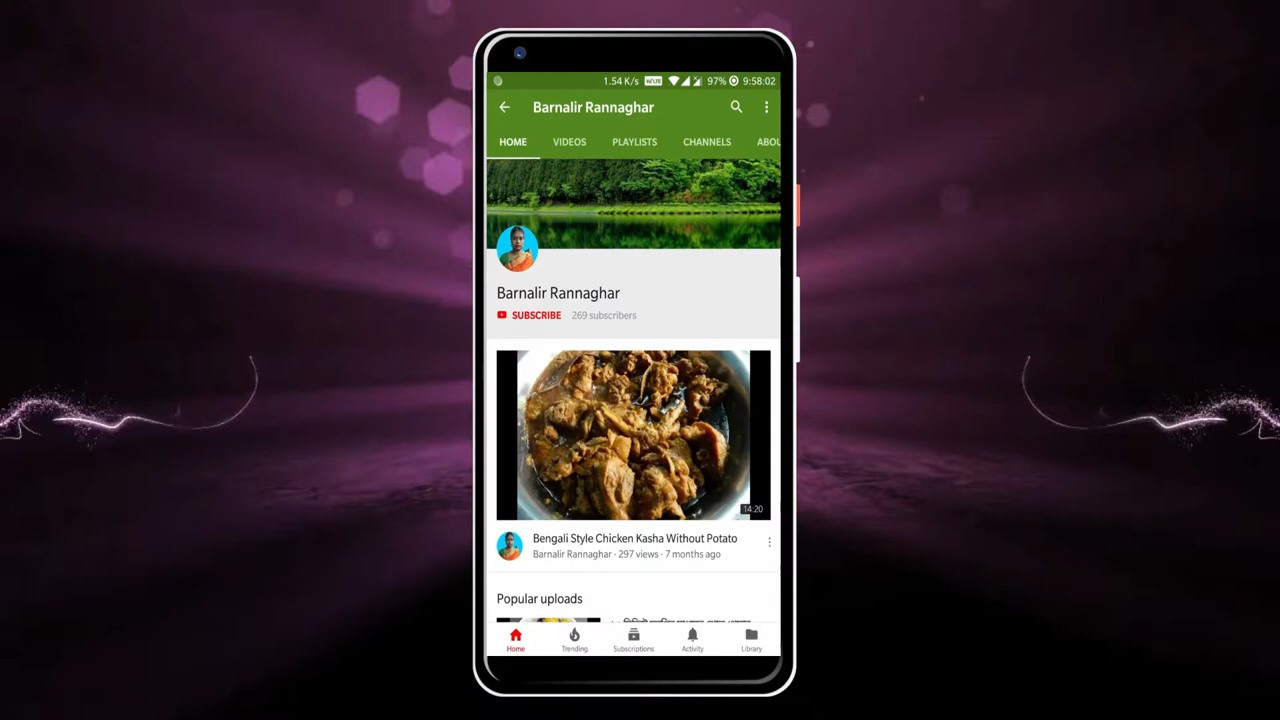 1.54 K/s VoLTE 97% 9:58:02
Barnalir Rannaghar
HOME VIDEOS PLAYLISTS CHANNELS ABOU
Barnalir Rannaghar
SUBSCRIBE 269 subscribers
14:20
Bengali Style Chicken Kasha Without Potato
Barnalir Rannaghar · 297 views · 7 months ago
Popular uploads
Home Trending Subscriptions Activity Library